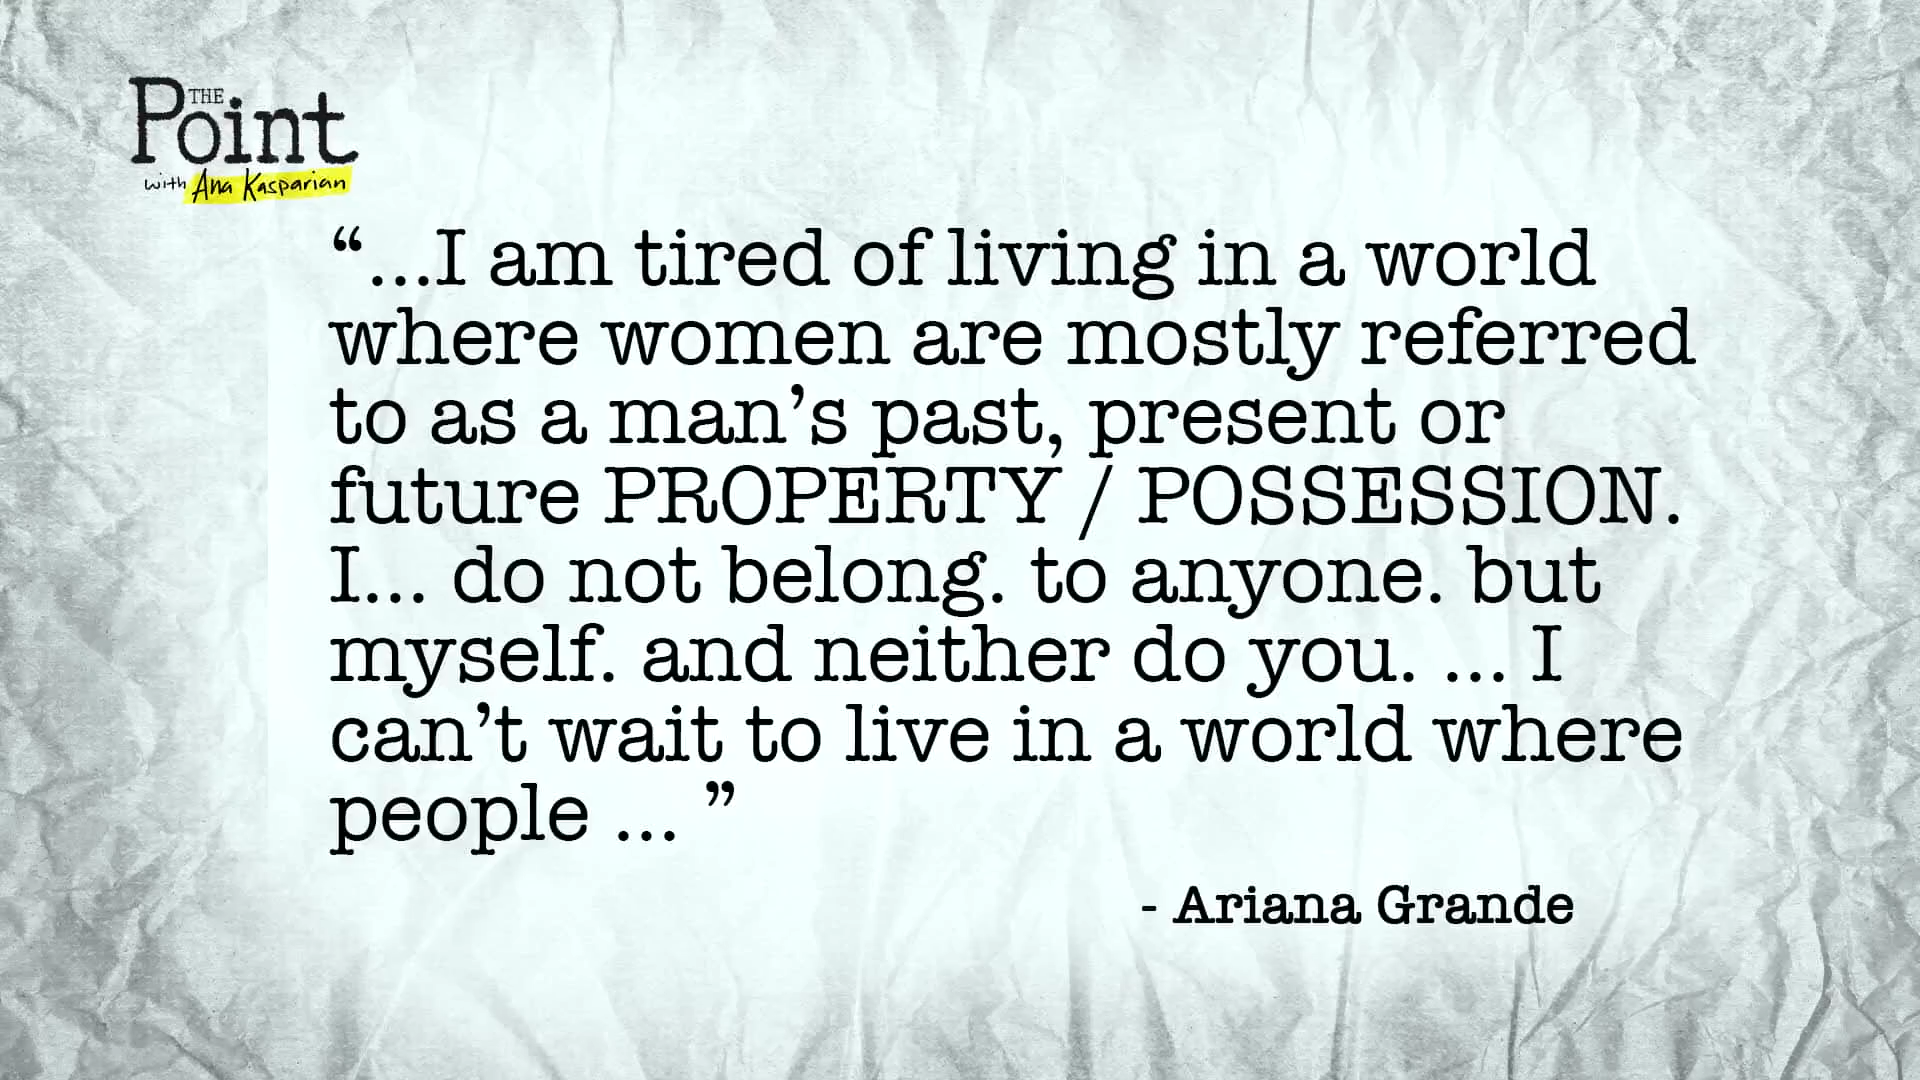 THE
Point
with Ana Kasparian
“...I am tired of living in a world
where women are mostly referred
to as a man’s past, present or
future PROPERTY / POSSESSION.
I... do not belong. to anyone. but
myself. and neither do you. ... I
can’t wait to live in a world where
people ... ”
- Ariana Grande